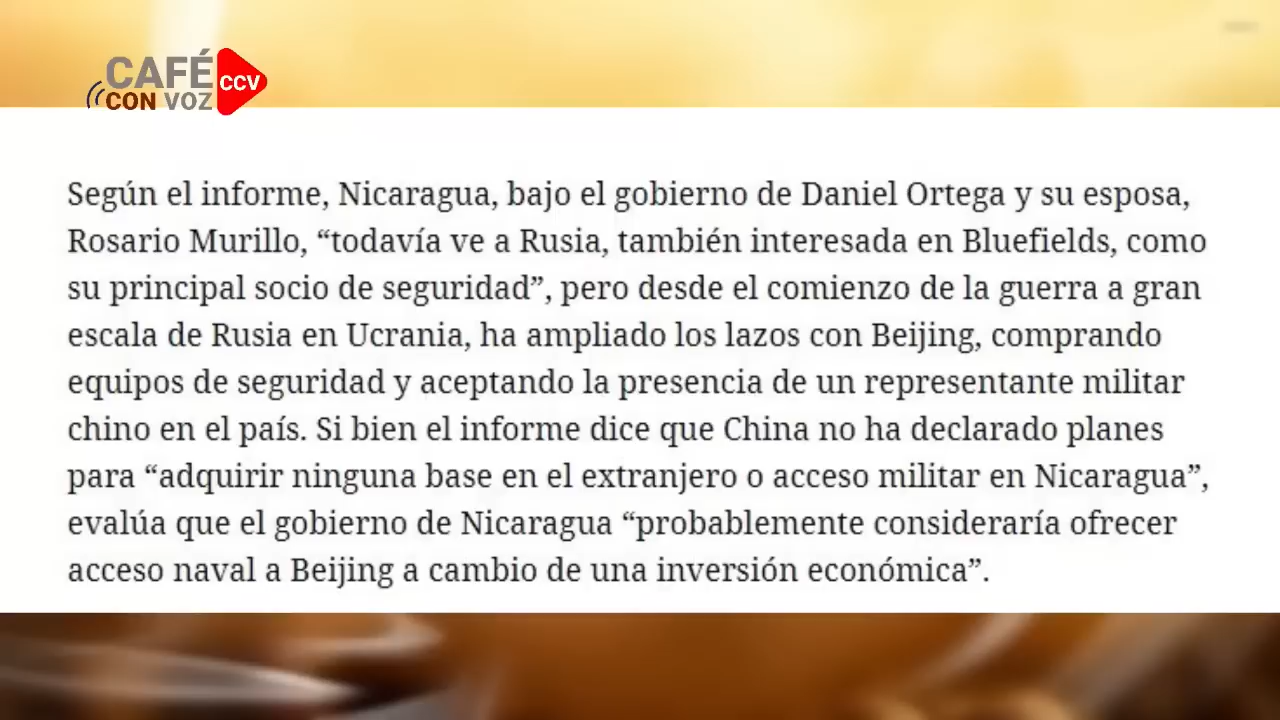 CAFÉ
CON VOZ
CCV
Según el informe, Nicaragua, bajo el gobierno de Daniel Ortega y su esposa,
Rosario Murillo, “todavía ve a Rusia, también interesada en Bluefields, como
su principal socio de seguridad”, pero desde el comienzo de la guerra a gran
escala de Rusia en Ucrania, ha ampliado los lazos con Beijing, comprando
equipos de seguridad y aceptando la presencia de un representante militar
chino en el país. Si bien el informe dice que China no ha declarado planes
para “adquirir ninguna base en el extranjero o acceso militar en Nicaragua”,
evalúa que el gobierno de Nicaragua “probablemente consideraría ofrecer
acceso naval a Beijing a cambio de una inversión económica”.